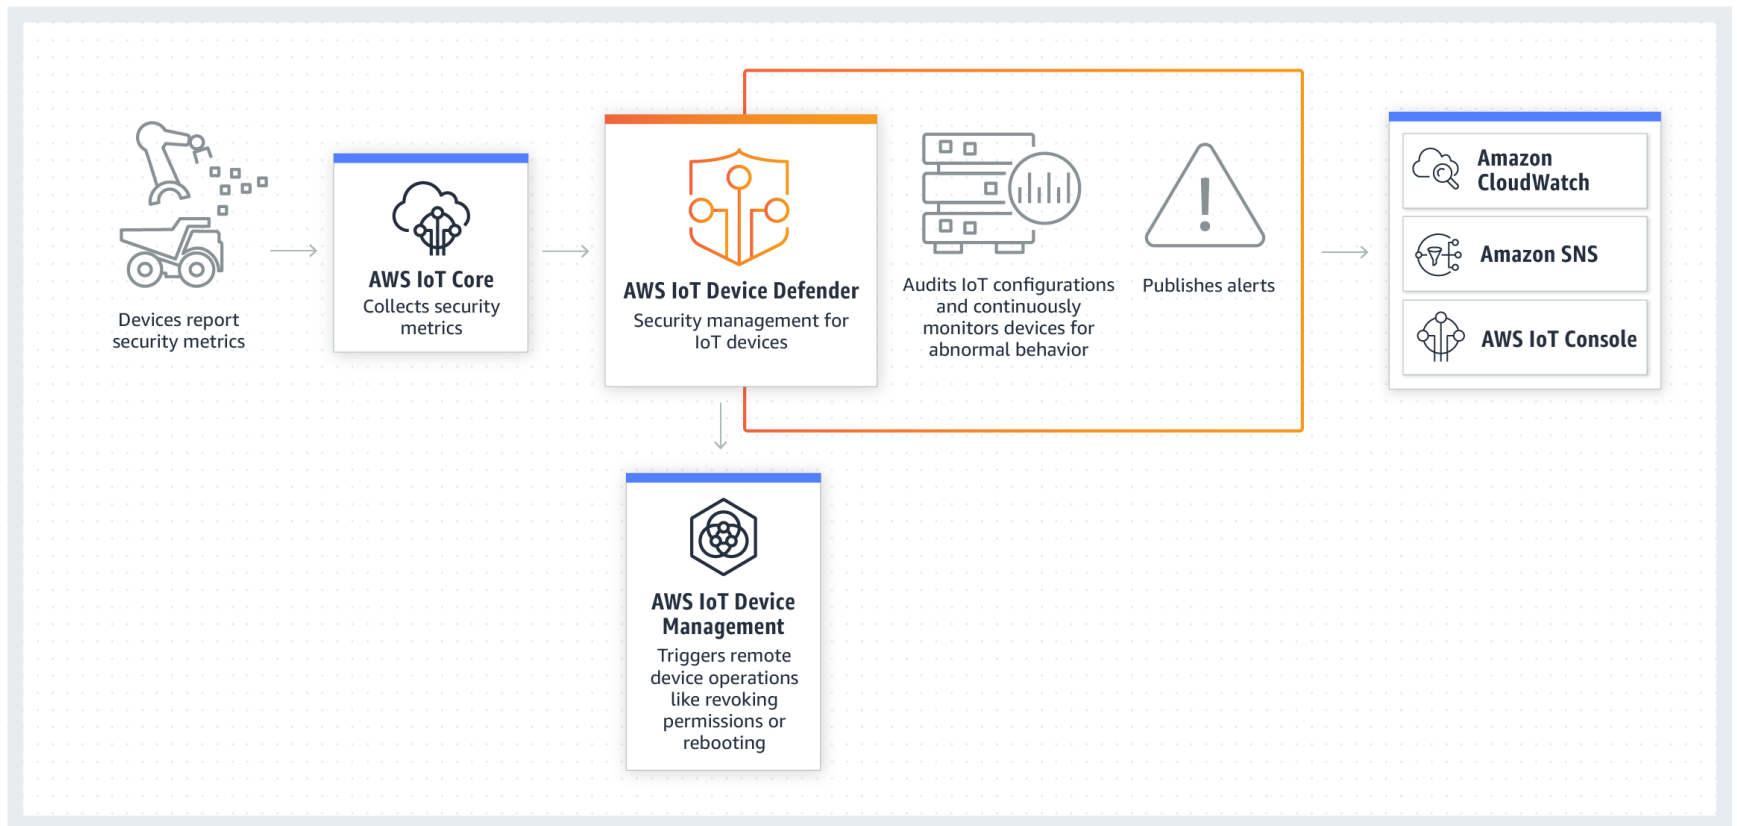 Devices report
security metrics
AWS IoT Core
Collects security
metrics
AWS IoT Device Defender
Security management for
IoT devices
Audits IoT configurations
and continuously
monitors devices for
abnormal behavior
Publishes alerts
Amazon
CloudWatch
Amazon SNS
AWS IoT Console
AWS IoT Device
Management
Triggers remote
device operations
like revoking
permissions or
rebooting